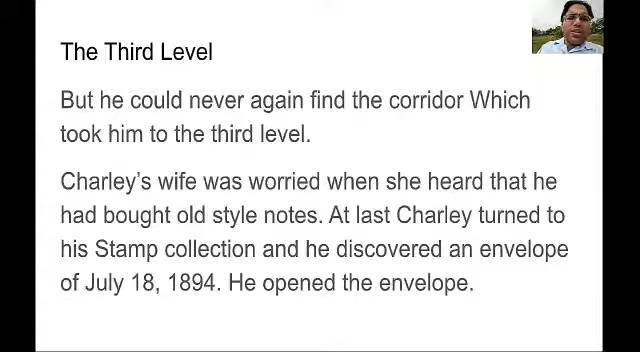 The Third Level
But he could never again find the corridor Which
took him to the third level.
Charley's wife was worried when she heard that he
had bought old style notes. At last Charley turned to
his Stamp collection and he discovered an envelope
of July 18, 1894. He opened the envelope.